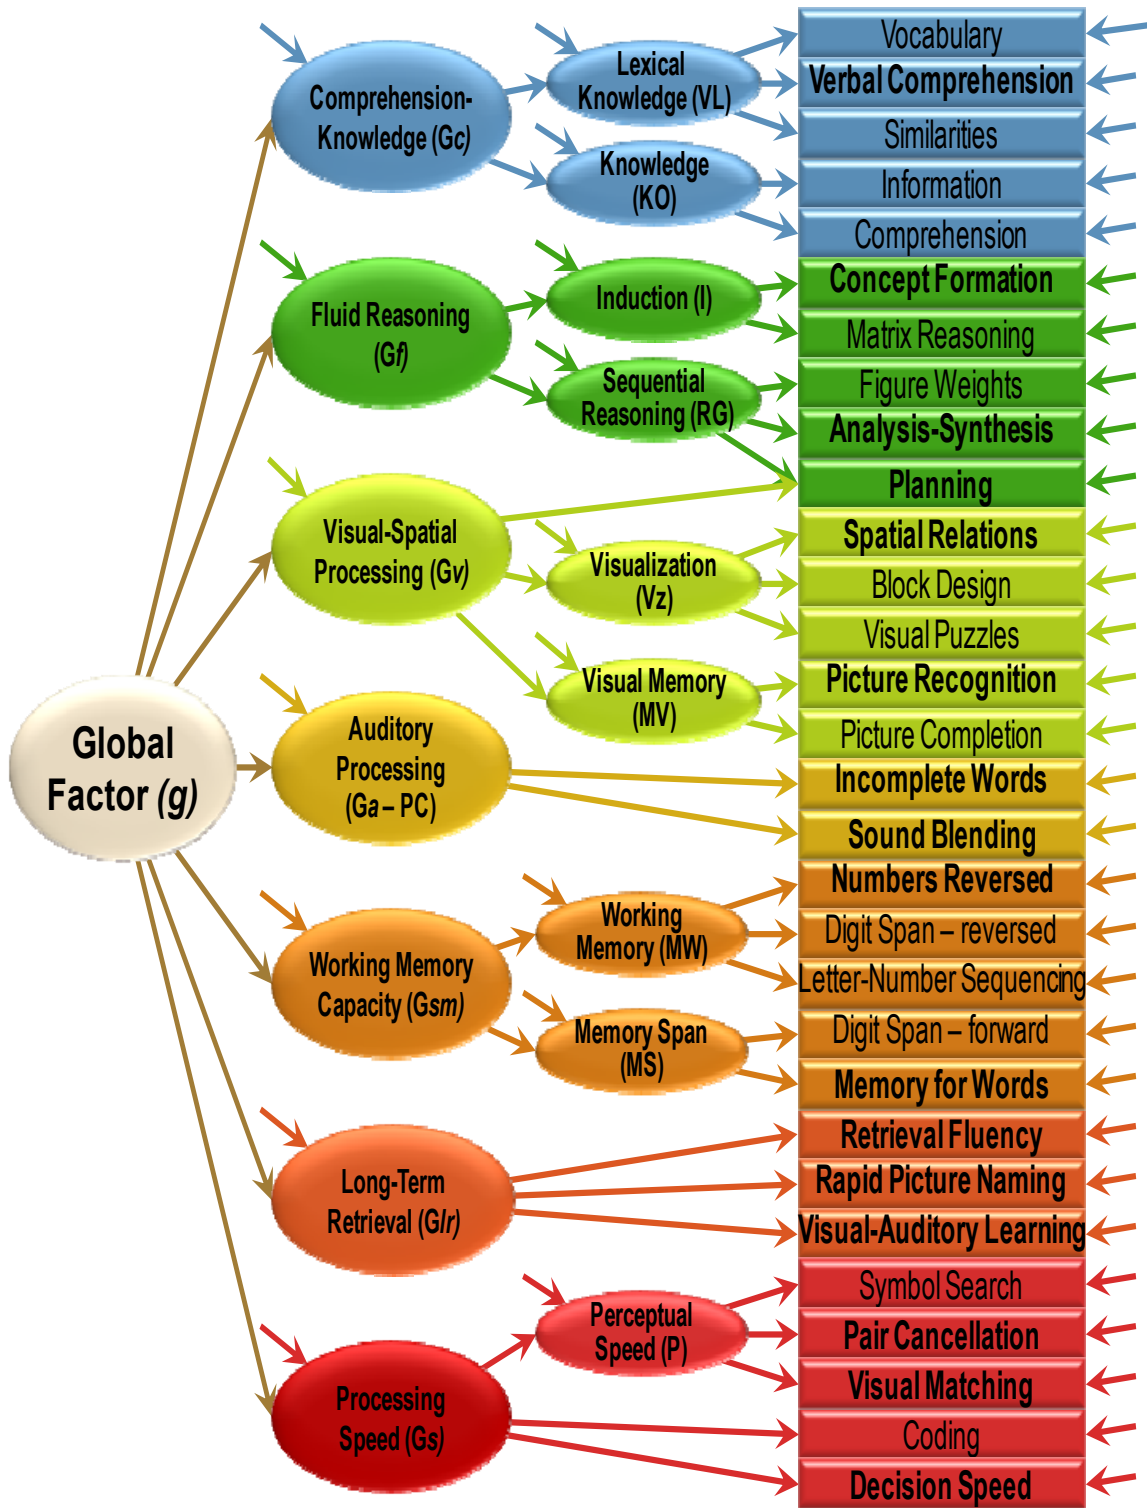 Global
Factor (g)
Comprehension-
Knowledge (Gc)
Fluid Reasoning
(Gf)
Visual-Spatial
Processing (Gv)
Auditory
Processing
(Ga – PC)
Working Memory
Capacity (Gsm)
Long-Term
Retrieval (Glr)
Processing
Speed (Gs)
Lexical
Knowledge (VL)
Knowledge
(KO)
Induction (I)
Sequential
Reasoning (RG)
Visualization
(Vz)
Visual Memory
(MV)
Working
Memory (MW)
Memory Span
(MS)
Perceptual
Speed (P)
Vocabulary
Verbal Comprehension
Similarities
Information
Comprehension
Concept Formation
Matrix Reasoning
Figure Weights
Analysis-Synthesis
Planning
Spatial Relations
Block Design
Visual Puzzles
Picture Recognition
Picture Completion
Incomplete Words
Sound Blending
Numbers Reversed
Digit Span – reversed
Letter-Number Sequencing
Digit Span – forward
Memory for Words
Retrieval Fluency
Rapid Picture Naming
Visual-Auditory Learning
Symbol Search
Pair Cancellation
Visual Matching
Coding
Decision Speed